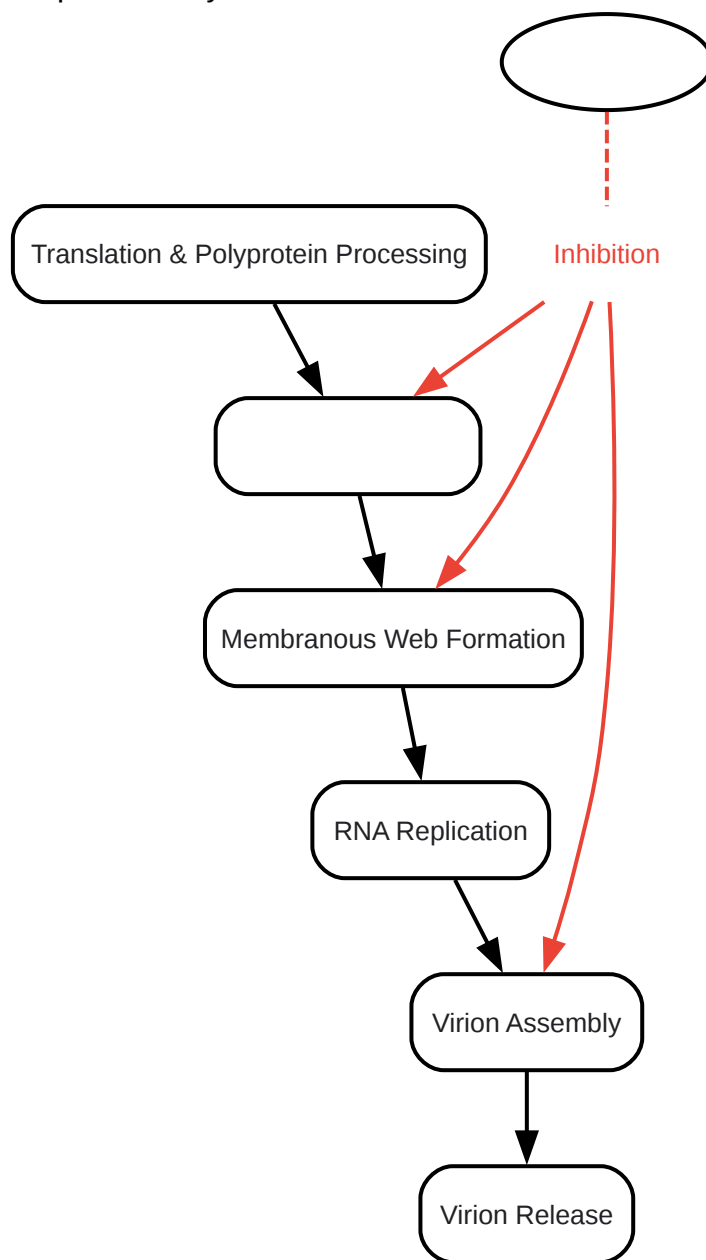 Translation & Polyprotein Processing
Inhibition
Membranous Web Formation
RNA Replication
Virion Assembly
Virion Release